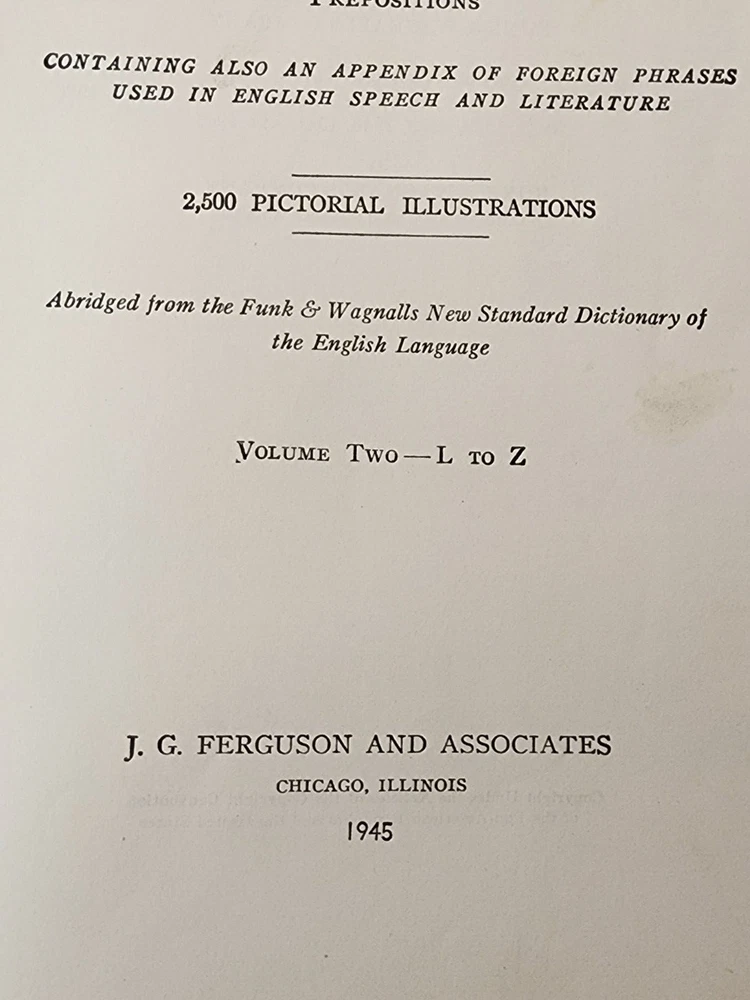 PREPOSITIONS
CONTAINING ALSO AN APPENDIX OF FOREIGN PHRASES
USED IN ENGLISH SPEECH AND LITERATURE
2,500 PICTORIAL ILLUSTRATIONS
Abridged from the Funk & Wagnalls New Standard Dictionary of
the English Language
VOLUME TWO — L TO Z
J. G. FERGUSON AND ASSOCIATES
CHICAGO, ILLINOIS
1945